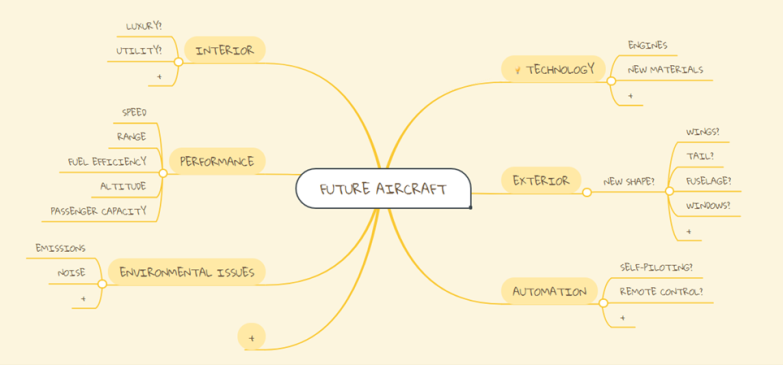 LUXURY?
UTILITY?
+
INTERIOR
SPEED
RANGE
FUEL EFFICIENCY
ALTITUDE
PASSENGER CAPACITY
PERFORMANCE
EMISSIONS
NOISE
+
ENVIRONMENTAL ISSUES
+
FUTURE AIRCRAFT
TECHNOLOGY
ENGINES
NEW MATERIALS
+
EXTERIOR
NEW SHAPE?
WINGS?
TAIL?
FUSELAGE?
WINDOWS?
+
AUTOMATION
SELF-PILOTING?
REMOTE CONTROL?
+